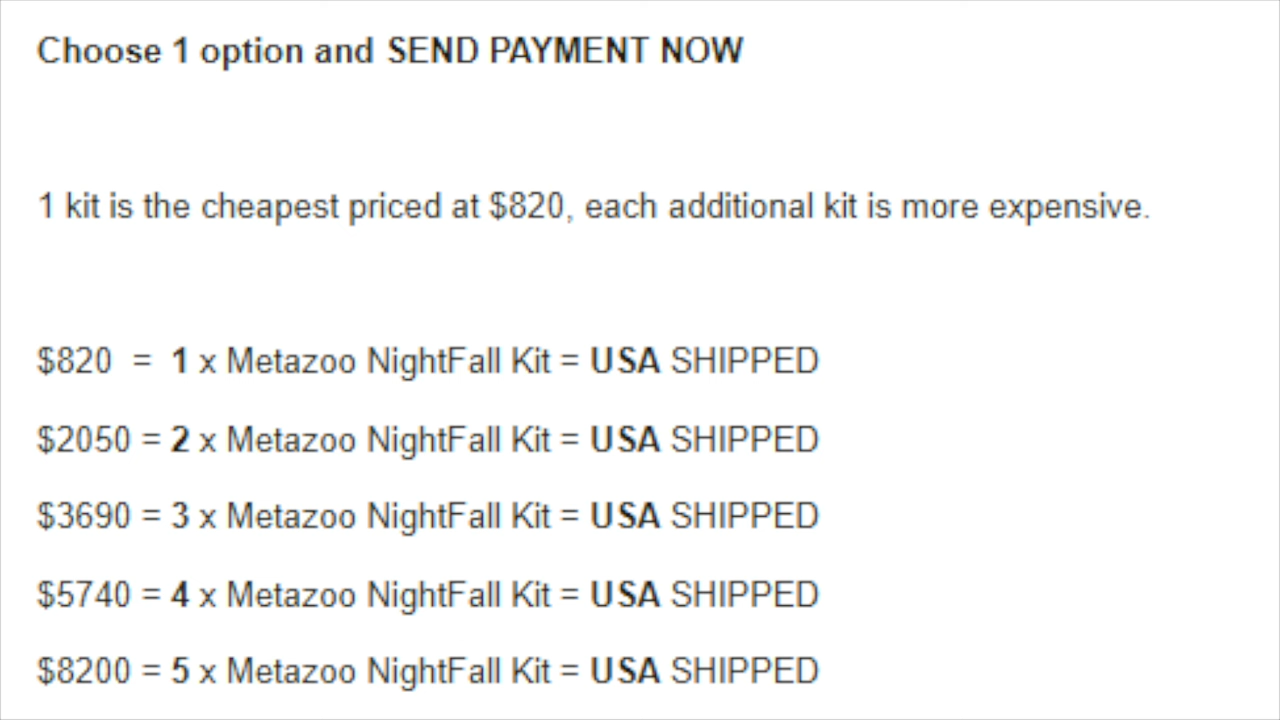 Choose 1 option and SEND PAYMENT NOW
1 kit is the cheapest priced at $820, each additional kit is more expensive.
$820 = 1 x Metazoo NightFall Kit = USA SHIPPED
$2050 = 2 x Metazoo NightFall Kit = USA SHIPPED
$3690 = 3 x Metazoo NightFall Kit = USA SHIPPED
$5740 = 4 x Metazoo NightFall Kit = USA SHIPPED
$8200 = 5 x Metazoo NightFall Kit = USA SHIPPED